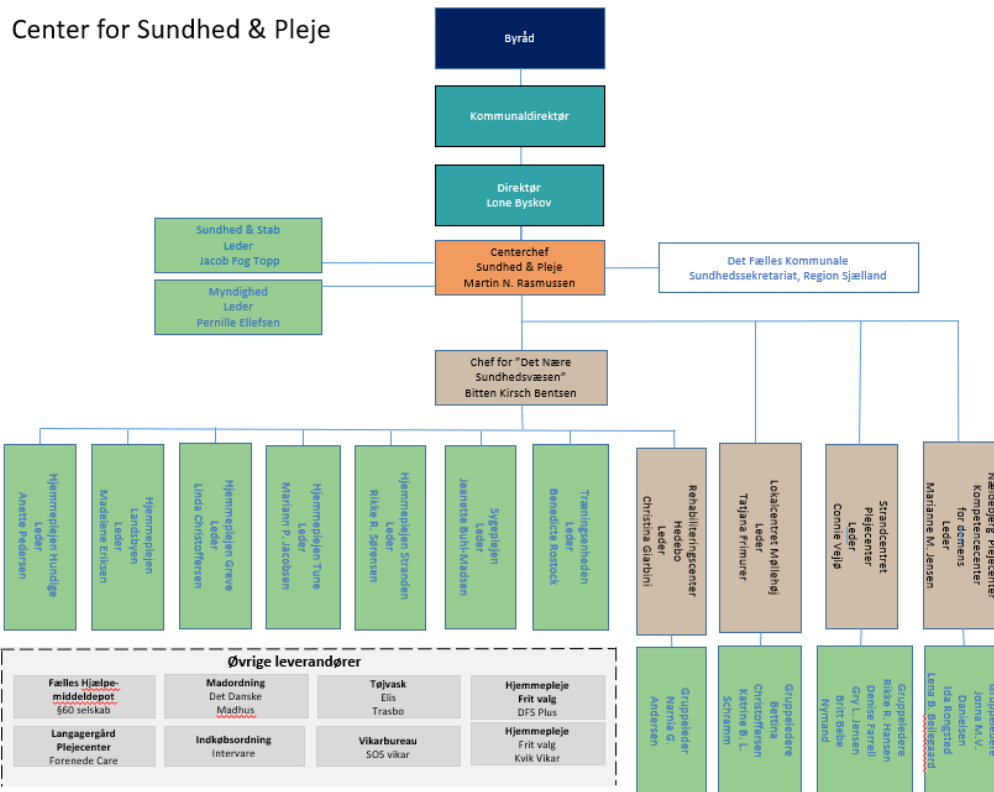 Center for Sundhed & Pleje
Byråd
Kommunaldirektør
Direktør
Lone Byskov
Sundhed & Stab
Leder
Jacob Fog Topp
Centerchef
Sundhed & Pleje
Martin N. Rasmussen
Det Fælles Kommunale
Sundhedssekretariat, Region Sjælland
Myndighed
Leder
Pernille Ellefsen
Chef for "Det Nære
Sundhedsvæsen"
Bitten Kirsch Bentsen
Hjemmeplejen Hundige
Leder
Anette Pedersen
Hjemmeplejen
Landsbyen
Leder
Madelene Eriksen
Hjemmeplejen Greve
Leder
Linda Christoffersen
Hjemmeplejen Tune
Leder
Mariann P. Jacobsen
Hjemmeplejen Stranden
Leder
Rikke R. Sørensen
Sygeplejen
Leder
Jeanette Buhl-Madsen
Træningsenheden
Leder
Benedicte Rostock
Rehabiliteringscenter
Hedebo
Leder
Christina Giarbini
Lokalcentret Møllehøj
Leder
Tatjana Frimurer
Strandcentret
Plejecenter
Leder
Connie Vejlø
Nældebjerg Plejecenter
Kompetencecenter
for demens
Leder
Marianne M. Jensen
Gruppeleder
Narnia G.
Andersen
Gruppeledere
Bettina
Christoffersen
Katrine B. L.
Schramm
Gruppeledere
Rikke R. Hansen
Denise Farrell
Gry L. Jensen
Britt Bebe
Nymand
Gruppeledere
Jonna M.V.
Danielsen
Ida Rongsted
Lena B. Beilegaard
Øvrige leverandører
Fælles Hjælpe-
middeldepot
§60 selskab
Madordning
Det Danske
Madhus
Tøjvask
Elis
Trasbo
Hjemmepleje
Frit valg
DFS Plus
Langagergård
Plejecenter
Forenede Care
Indkøbsordning
Intervare
Vikarbureau
SOS vikar
Hjemmepleje
Frit valg
Kvik Vikar